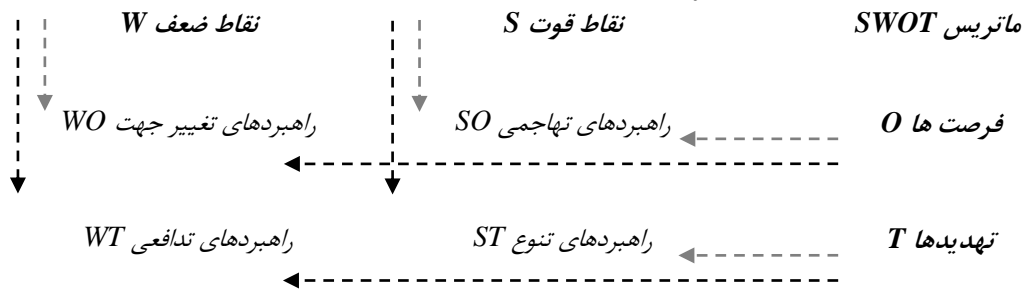 ماتریس SWOT نقاط قوت S نقاط ضعف W
فرصت ها O راهبردهای تهاجمی SO راهبردهای تغییر جهت WO
تهدیدها T راهبردهای تنوع ST راهبردهای تدافعی WT